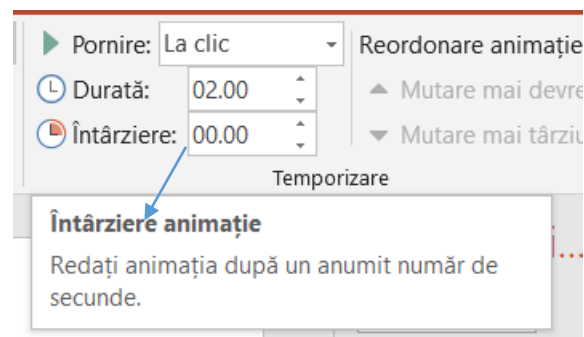 Pornire: La clic
Reordonare animație
Durată: 02.00
Mutare mai devre
Întârziere: 00.00
Mutare mai târziu
Temporizare
Întârziere animație
Redați animația după un anumit număr de
secunde.
i...